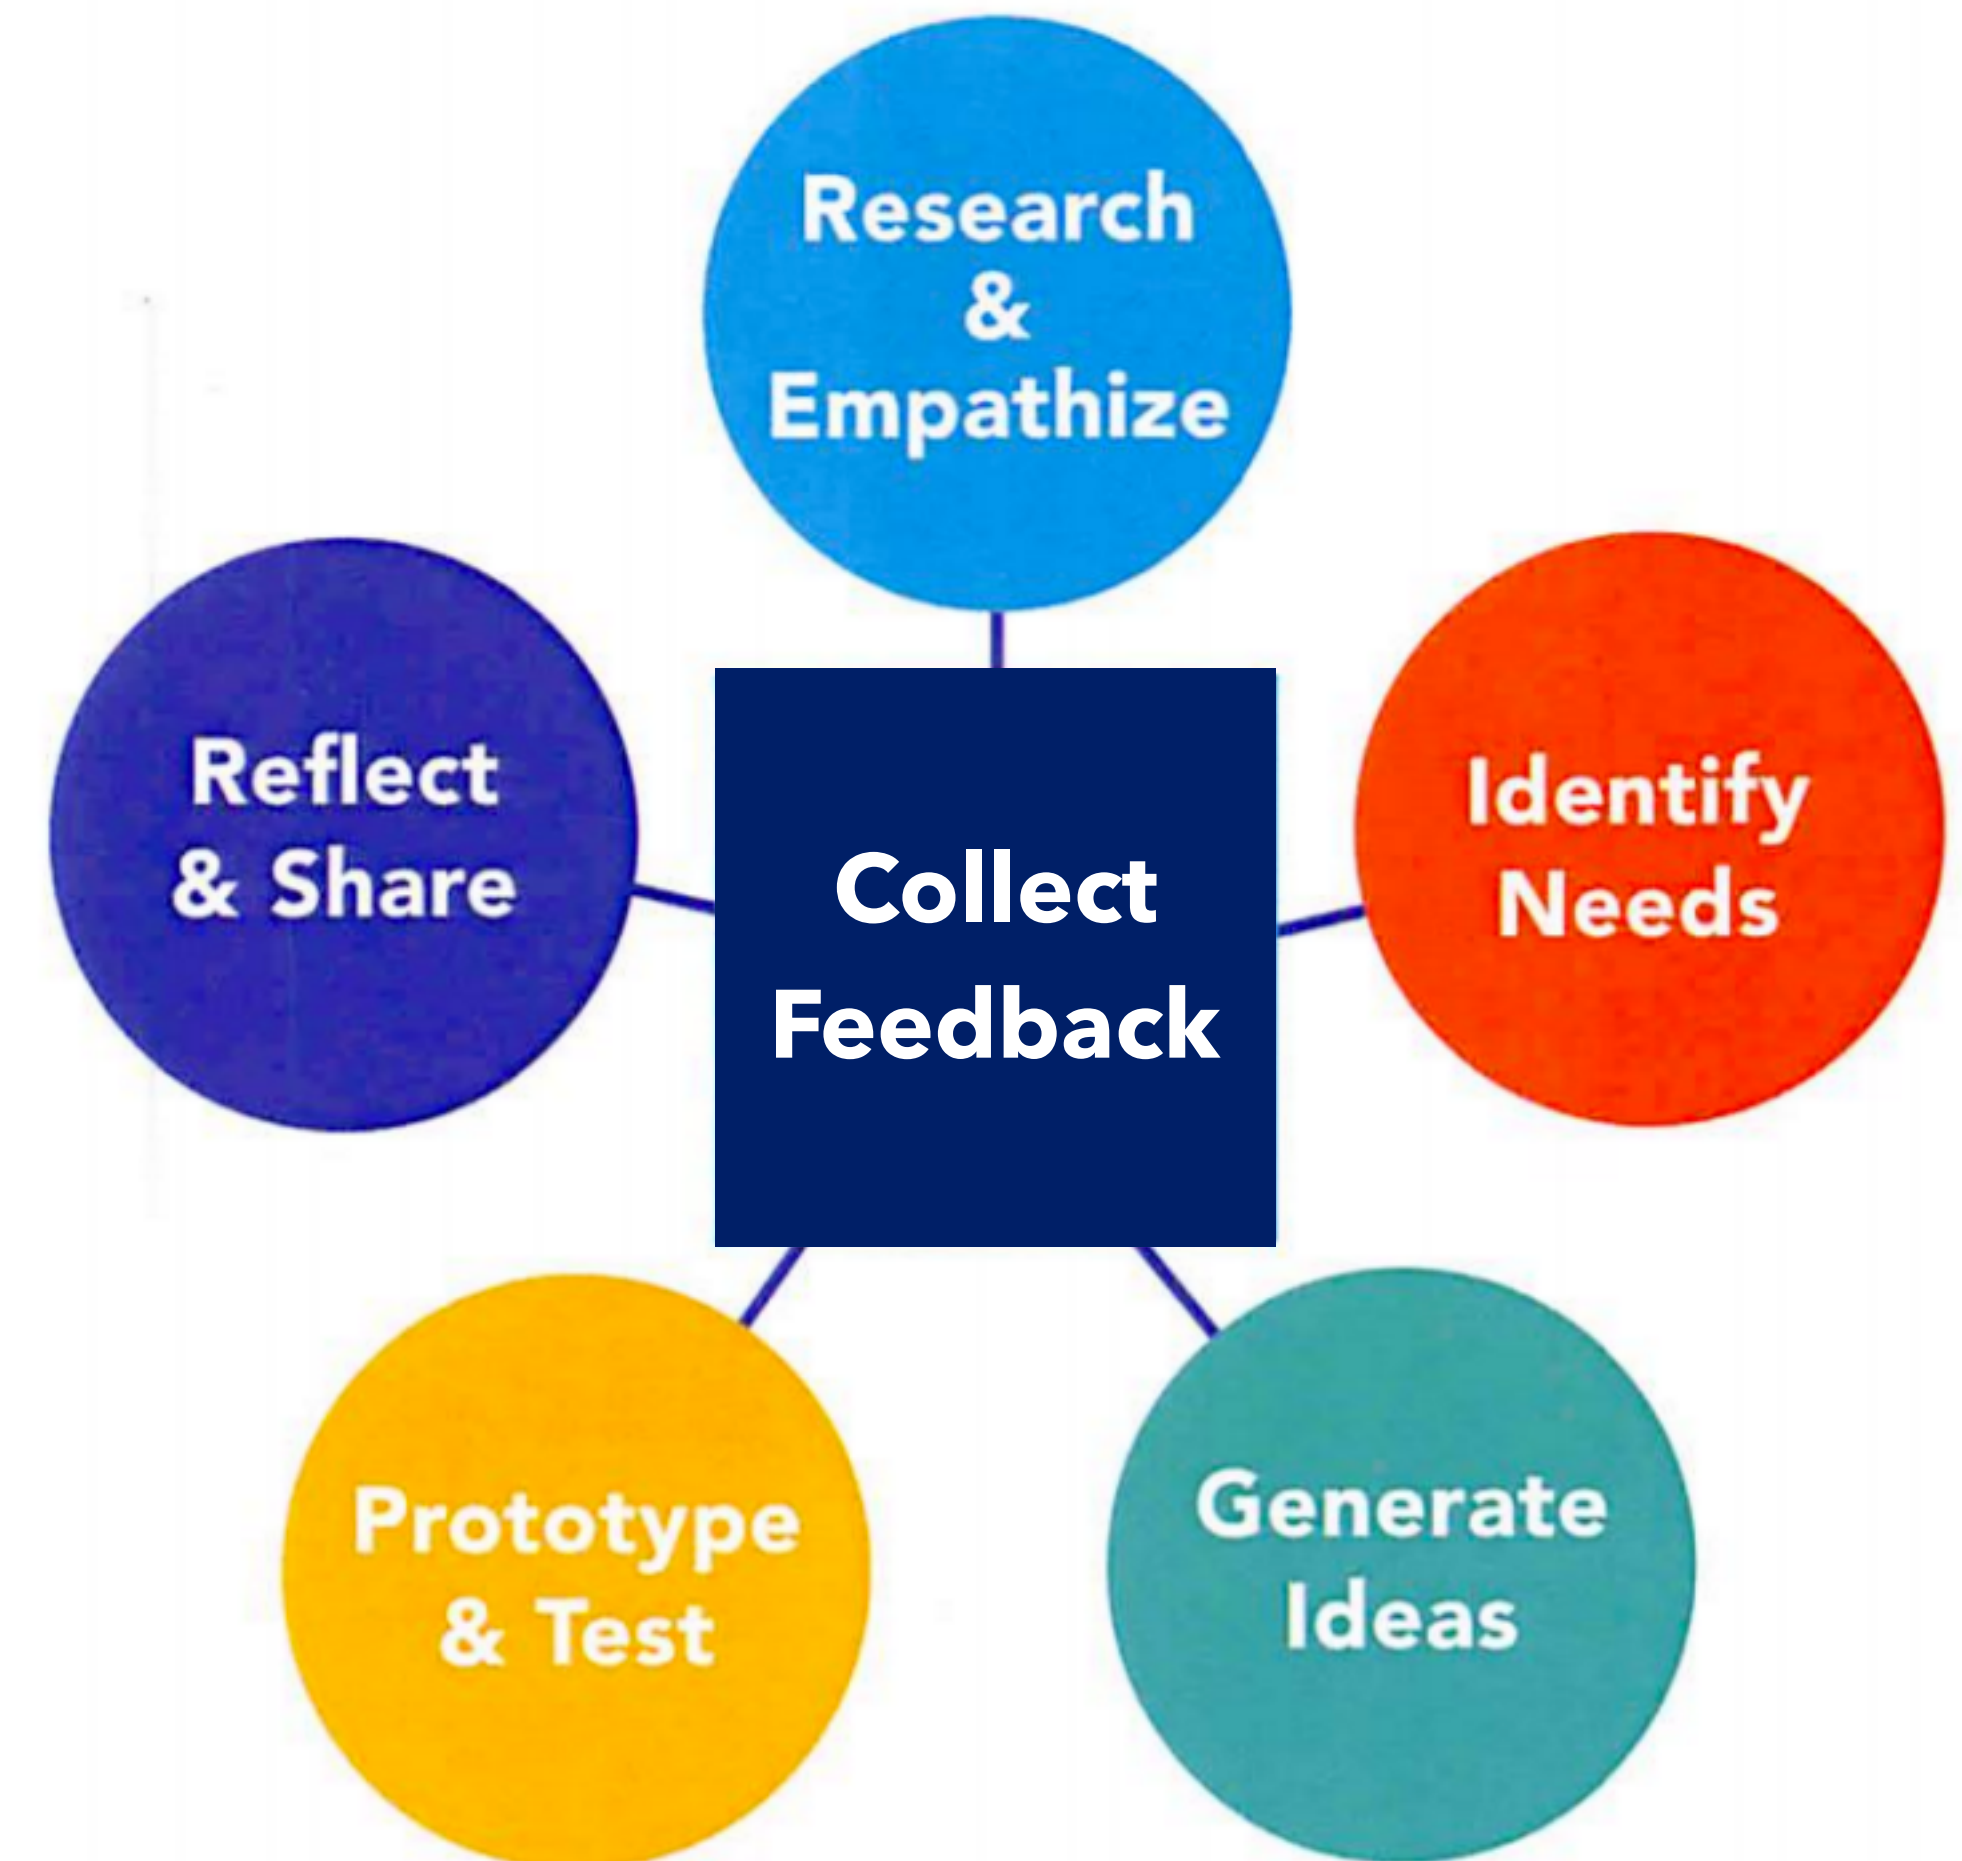 Research
&
Empathize
Reflect
& Share
Collect
Feedback
Identify
Needs
Prototype
& Test
Generate
Ideas